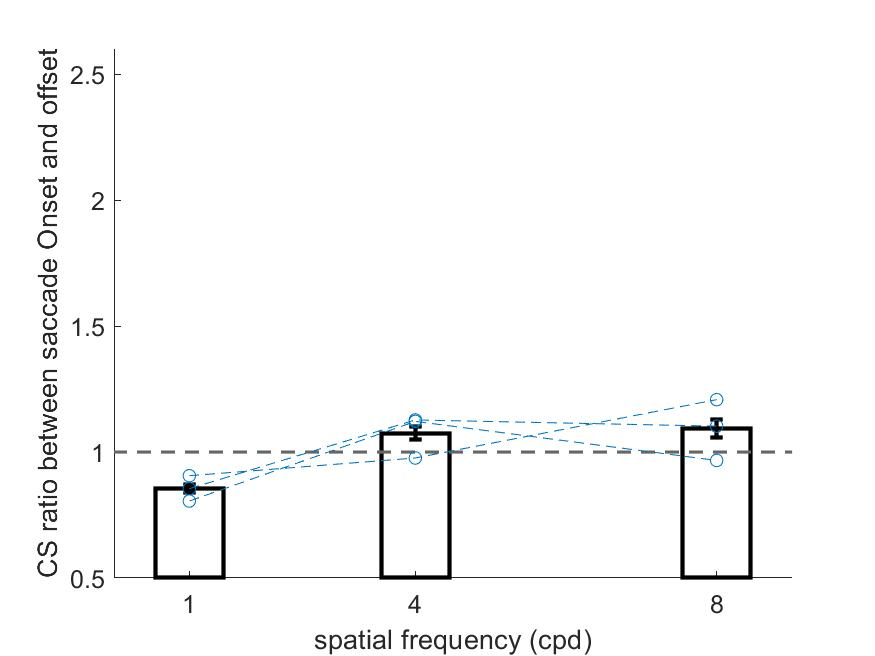 CS ratio between saccade Onset and offset
2.5
2
1.5
1
0.5
1 4 8
spatial frequency (cpd)